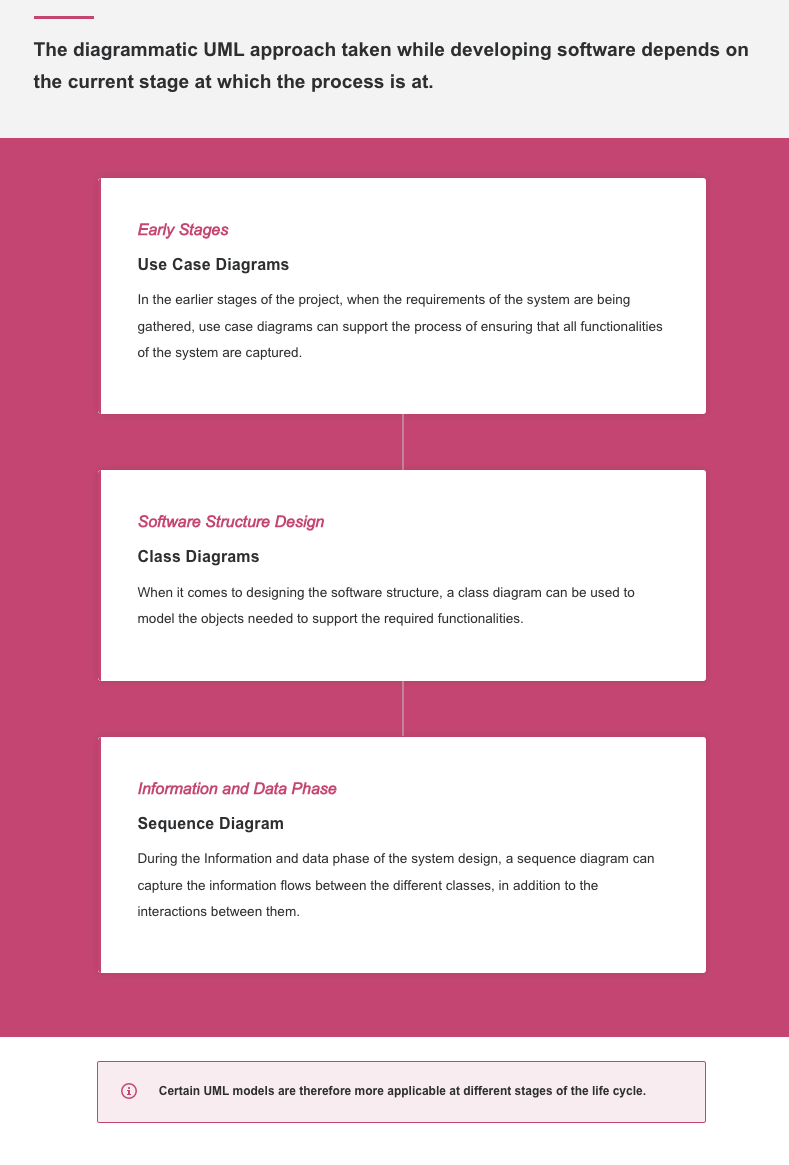 The diagrammatic UML approach taken while developing software depends on
the current stage at which the process is at.
Early Stages
Use Case Diagrams
In the earlier stages of the project, when the requirements of the system are being
gathered, use case diagrams can support the process of ensuring that all functionalities
of the system are captured.
Software Structure Design
Class Diagrams
When it comes to designing the software structure, a class diagram can be used to
model the objects needed to support the required functionalities.
Information and Data Phase
Sequence Diagram
During the Information and data phase of the system design, a sequence diagram can
capture the information flows between the different classes, in addition to the
interactions between them.
Certain UML models are therefore more applicable at different stages of the life cycle.